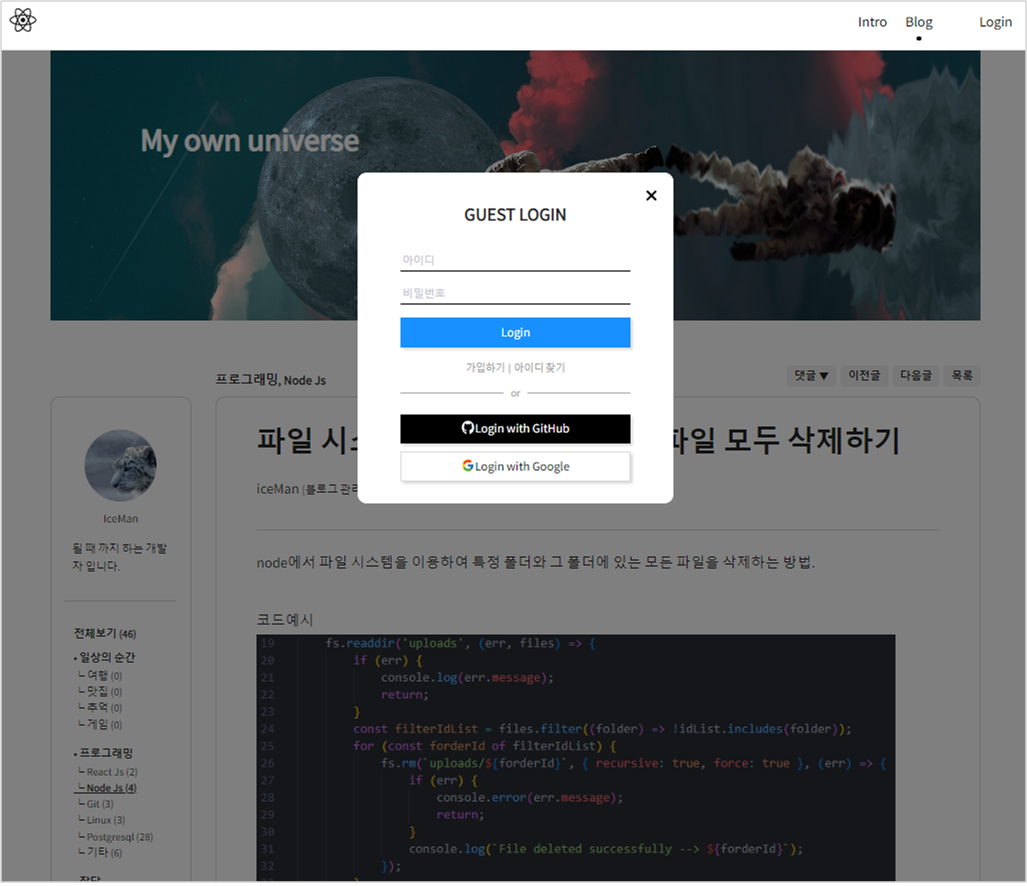 Intro Blog Login
My own universe
GUEST LOGIN
아이디
비밀번호
Login
가입하기 | 아이디 찾기
or
Login with GitHub
Login with Google
프로그래밍, Node Js
댓글▼ 이전글 다음글 목록
IceMan
될 때 까지 하는 개발
자 입니다.
전체보기 (46)
• 일상의 순간
└ 여행 (0)
└ 맛집 (0)
└ 추억 (0)
└ 게임 (0)
• 프로그래밍
└ React Js (2)
└ Node Js (4)
└ Git (3)
└ Linux (3)
└ Postgresql (28)
└ 기타 (6)
파일 파일 모두 삭제하기
iceMan (블로그
node에서 파일 시스템을 이용하여 특정 폴더와 그 폴더에 있는 모든 파일을 삭제하는 방법.
코드예시
19 fs.readdir('uploads', (err, files) => {
20 if (err) {
21 console.log(err.message);
22 return;
23 }
24 const filterIdList = files.filter((folder) => !idList.includes(folder));
25 for (const forderId of filterIdList) {
26 fs.rm(`uploads/${forderId}`, { recursive: true, force: true }, (err) => {
27 if (err) {
28 console.error(err.message);
29 return;
30 }
31 console.log(`File deleted successfully --> ${forderId}`);
32 });